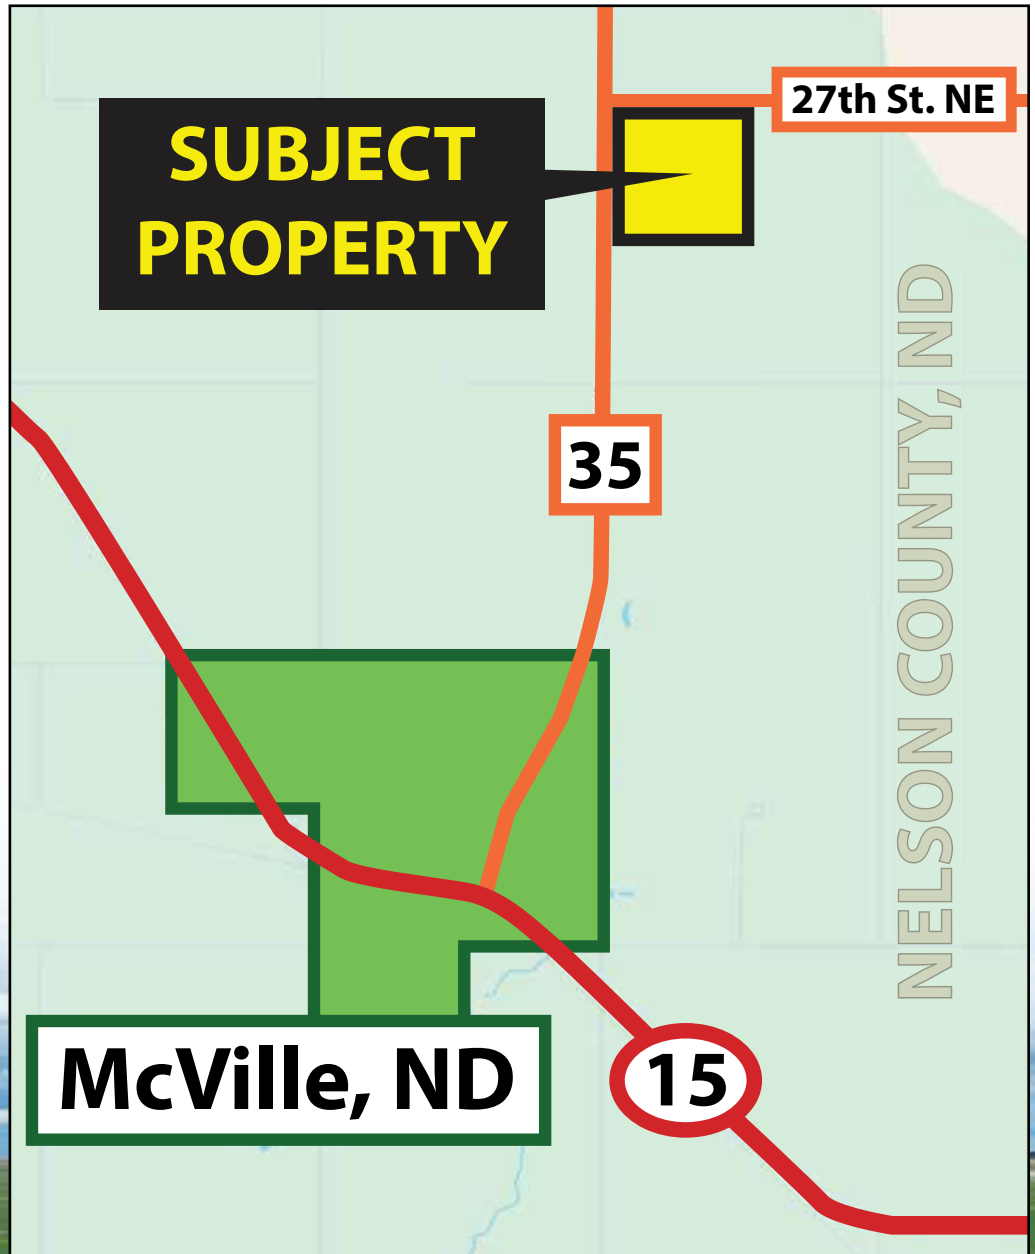 27th St. NE
SUBJECT
PROPERTY
NELSON COUNTY, ND
35
McVille, ND
15